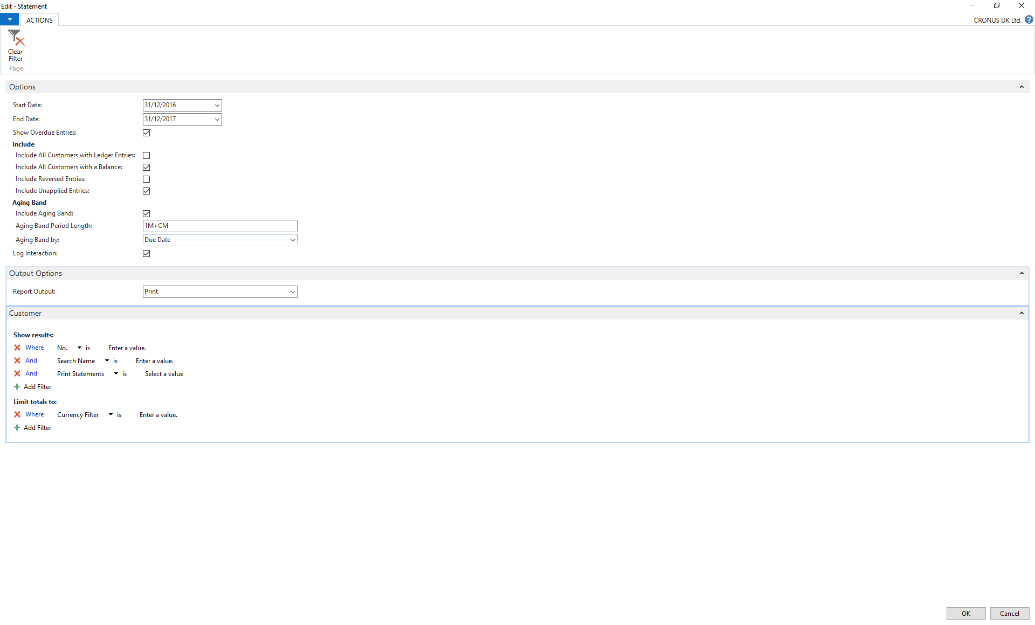 Edit - Statement
ACTIONS
CRONUS UK Ltd.
Clear
Filter
Page
Options
Start Date: 31/12/2016
End Date: 31/12/2017
Show Overdue Entries:
Include
Include All Customers with Ledger Entries:
Include All Customers with a Balance:
Include Reversed Entries:
Include Unapplied Entries:
Aging Band
Include Aging Band:
Aging Band Period Length: 1M+CM
Aging Band by: Due Date
Log Interaction:
Output Options
Report Output: Print
Customer
Show results:
Where No. is Enter a value.
And Search Name is Enter a value.
And Print Statements is Select a value
Add Filter
Limit totals to:
Where Currency Filter is Enter a value.
Add Filter
OK Cancel